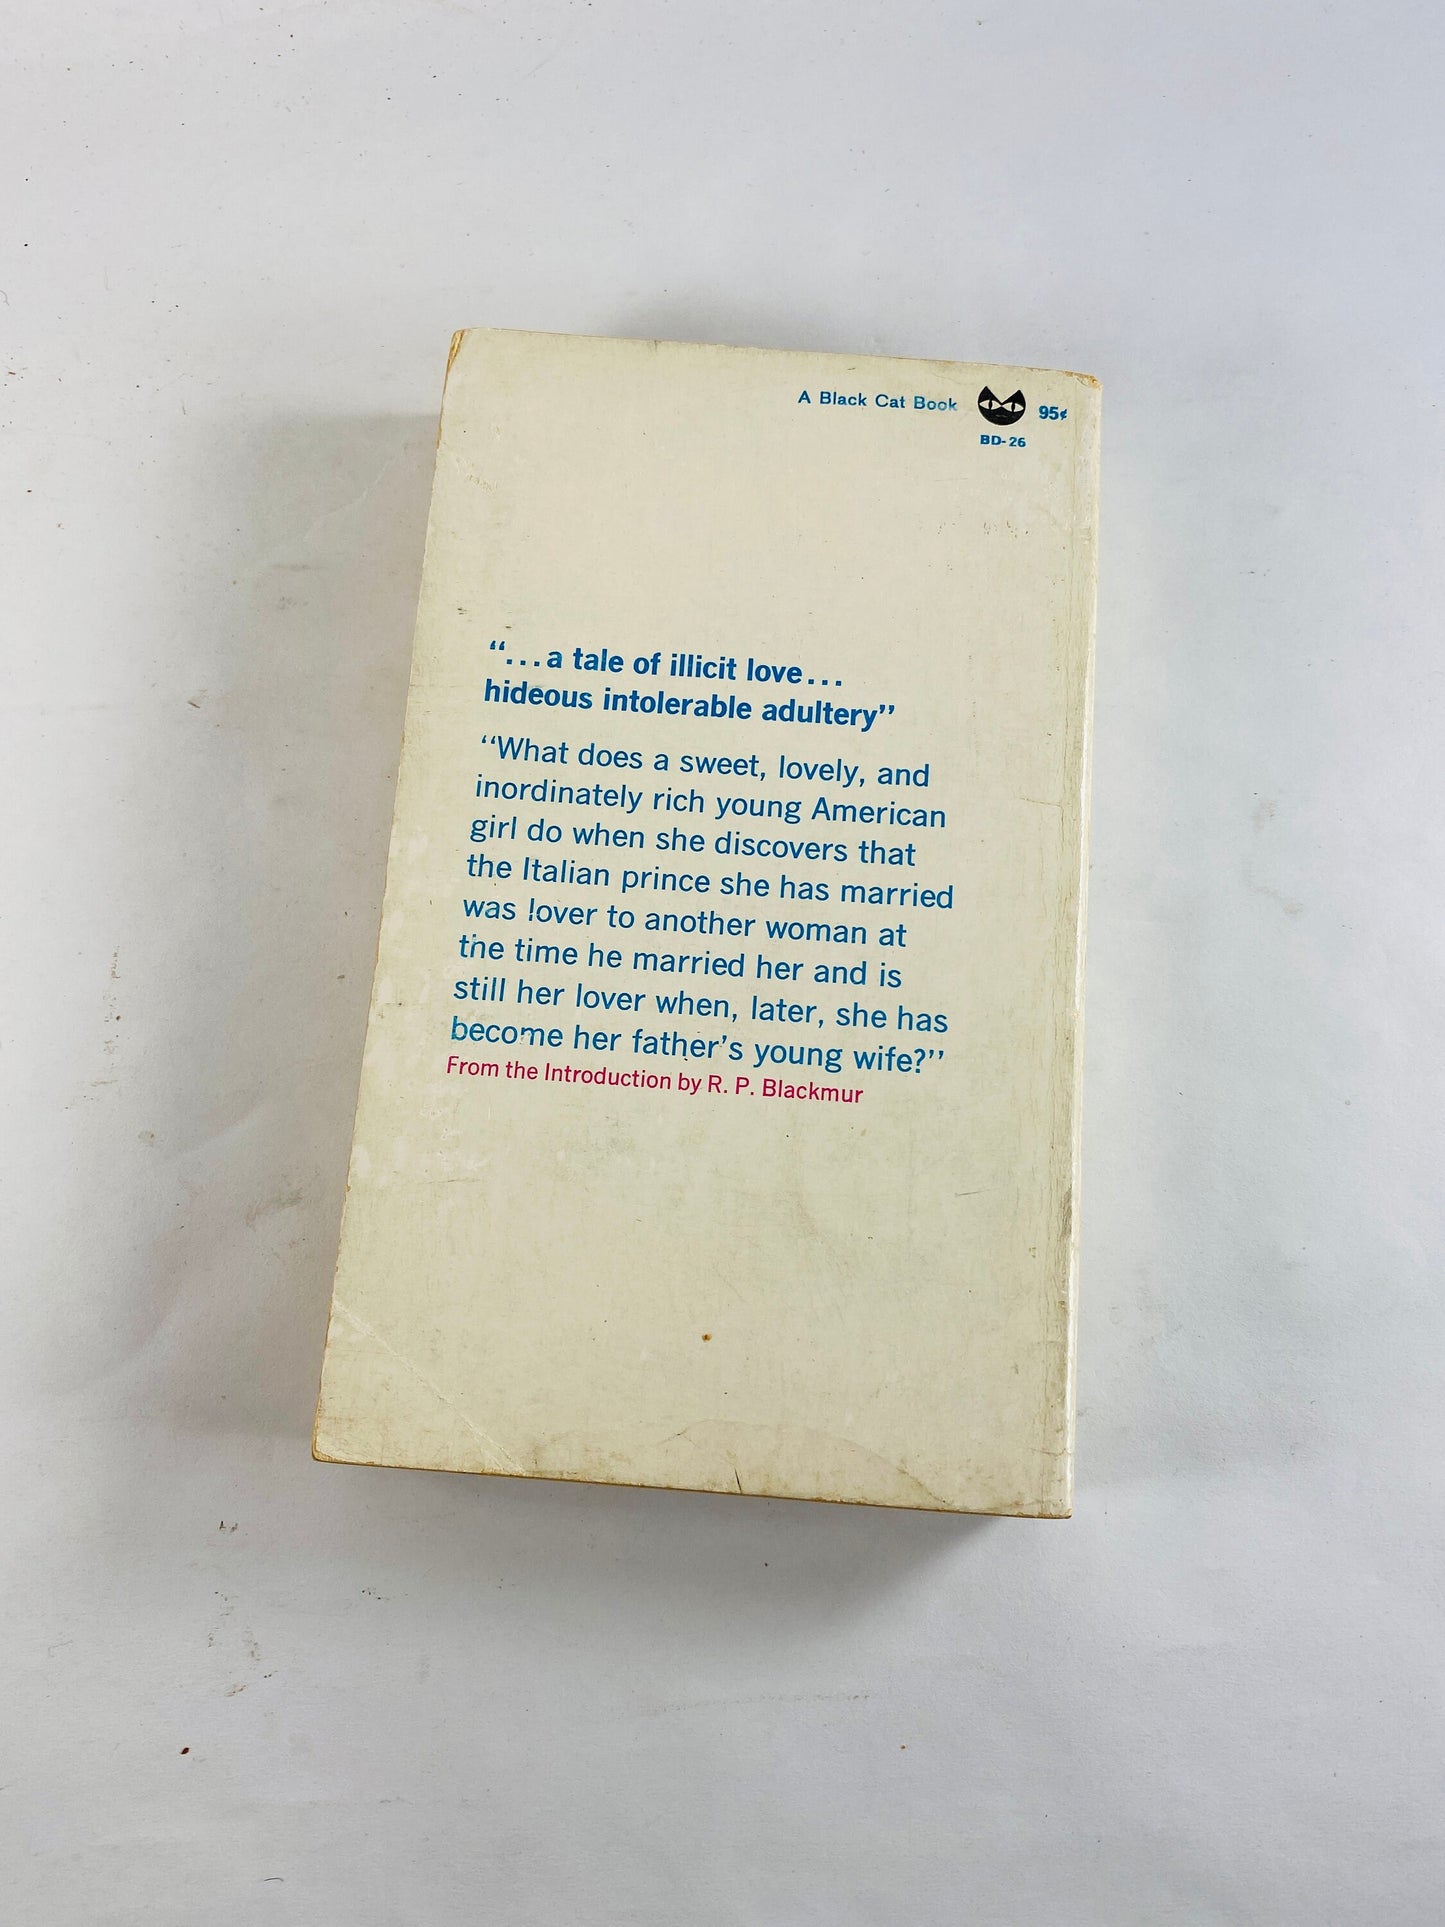 A Black Cat Book 95¢
BD-26
“...a tale of illicit love...
hideous intolerable adultery”
“What does a sweet, lovely, and
inordinately rich young American
girl do when she discovers that
the Italian prince she has married
was lover to another woman at
the time he married her and is
still her lover when, later, she has
become her father’s young wife?”
From the Introduction by R. P. Blackmur